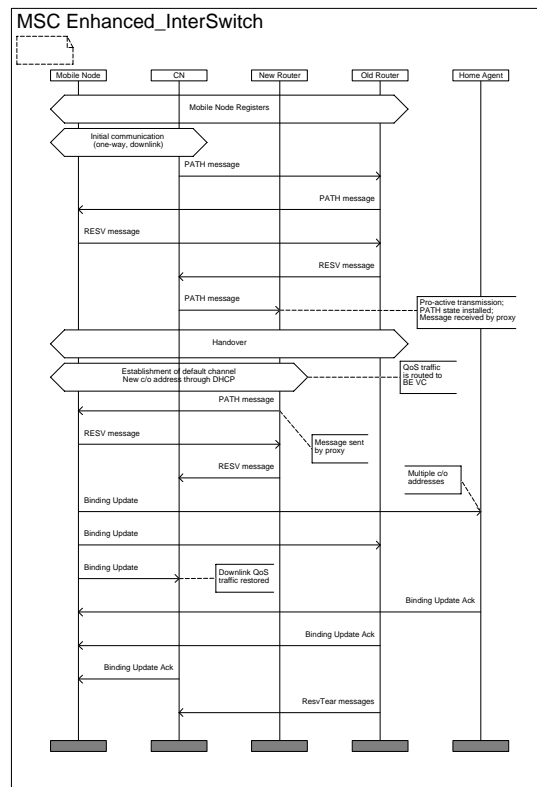 MSC Enhanced_InterSwitch
Mobile Node
CN
New Router
Old Router
Home Agent
Mobile Node Registers
Initial communication
(one-way, downlink)
PATH message
PATH message
RESV message
RESV message
PATH message
Pro-active transmission;
PATH state installed;
Message received by proxy
Handover
Establishment of default channel
New c/o address through DHCP
QoS traffic
is routed to
BE VC
PATH message
RESV message
Message sent
by proxy
RESV message
Multiple c/o
addresses
Binding Update
Binding Update
Binding Update
Downlink QoS
traffic restored
Binding Update Ack
Binding Update Ack
Binding Update Ack
ResvTear messages